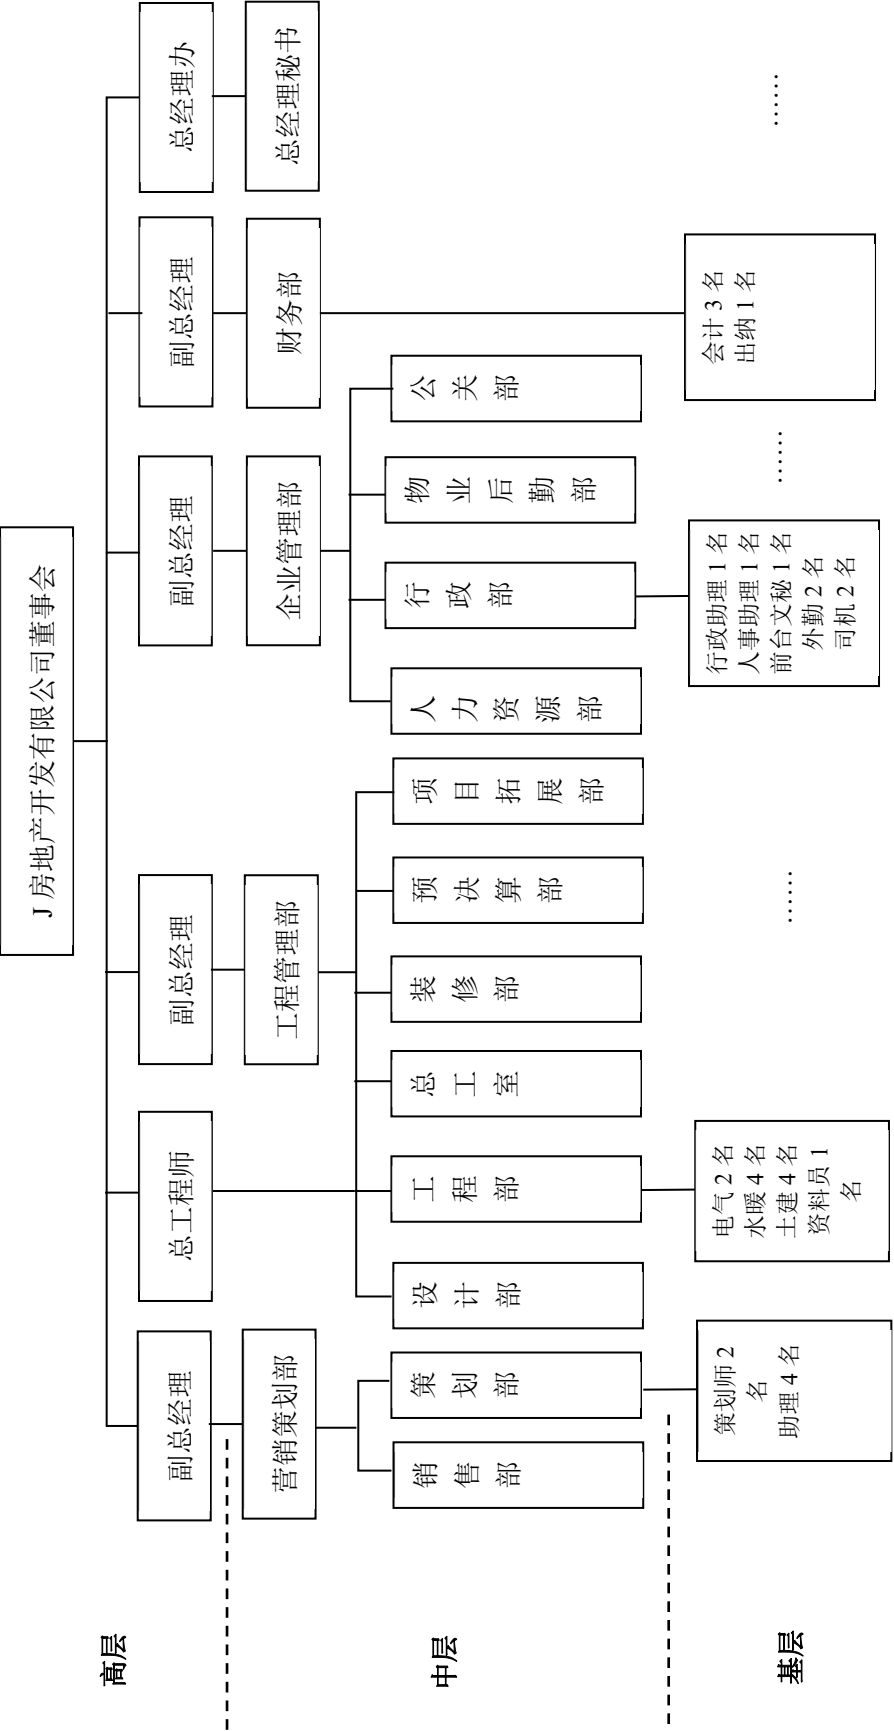 J 房地产开发有限公司董事会
高层
副总经理
总工程师
副总经理
副总经理
副总经理
总经理办
中层
营销策划部
工程管理部
企业管理部
财务部
总经理秘书
销售部
策划部
设计部
工程部
总工室
装修部
预决算部
项目拓展部
人力资源部
行政部
物业后勤部
公关部
基层
策划师 2
名
助理 4 名
电气 2 名
水暖 4 名
土建 4 名
资料员 1
名
……
行政助理 1 名
人事助理 1 名
前台文秘 1 名
外勤 2 名
司机 2 名
……
会计 3 名
出纳 1 名
……